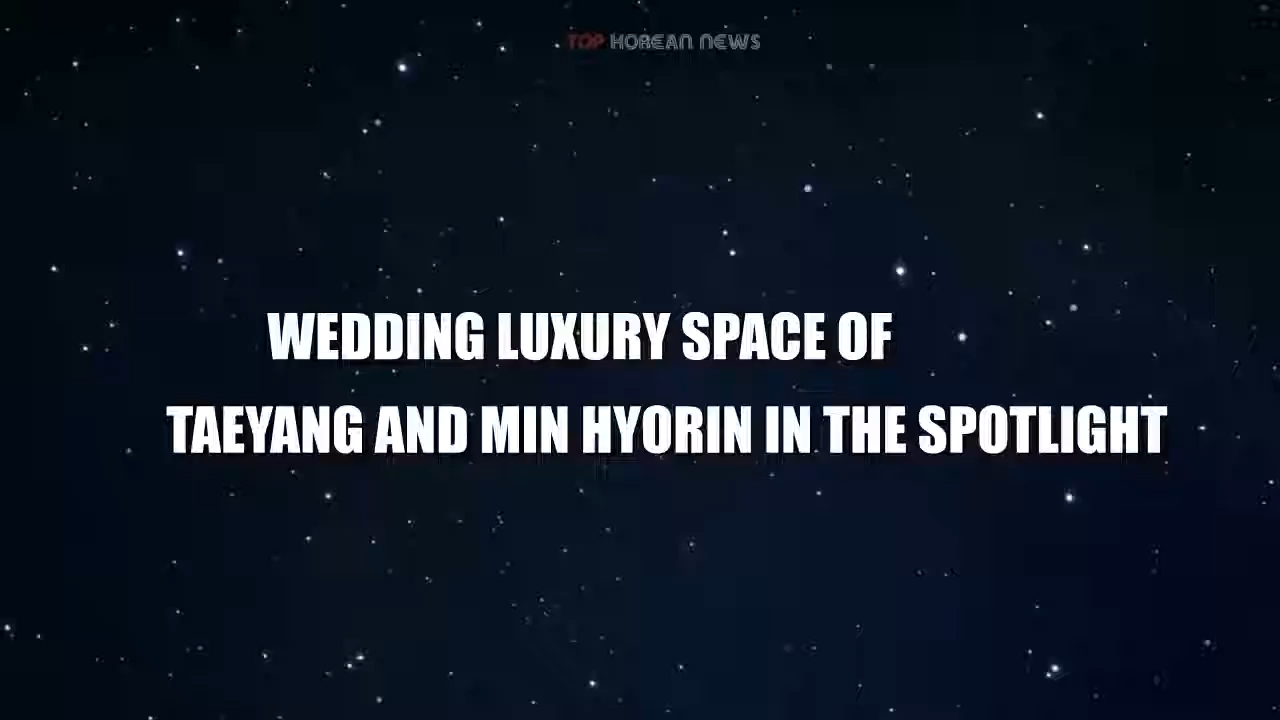 TOP KOREAN NEWS
WEDDING LUXURY SPACE OF
TAEYANG AND MIN HYORIN IN THE SPOTLIGHT